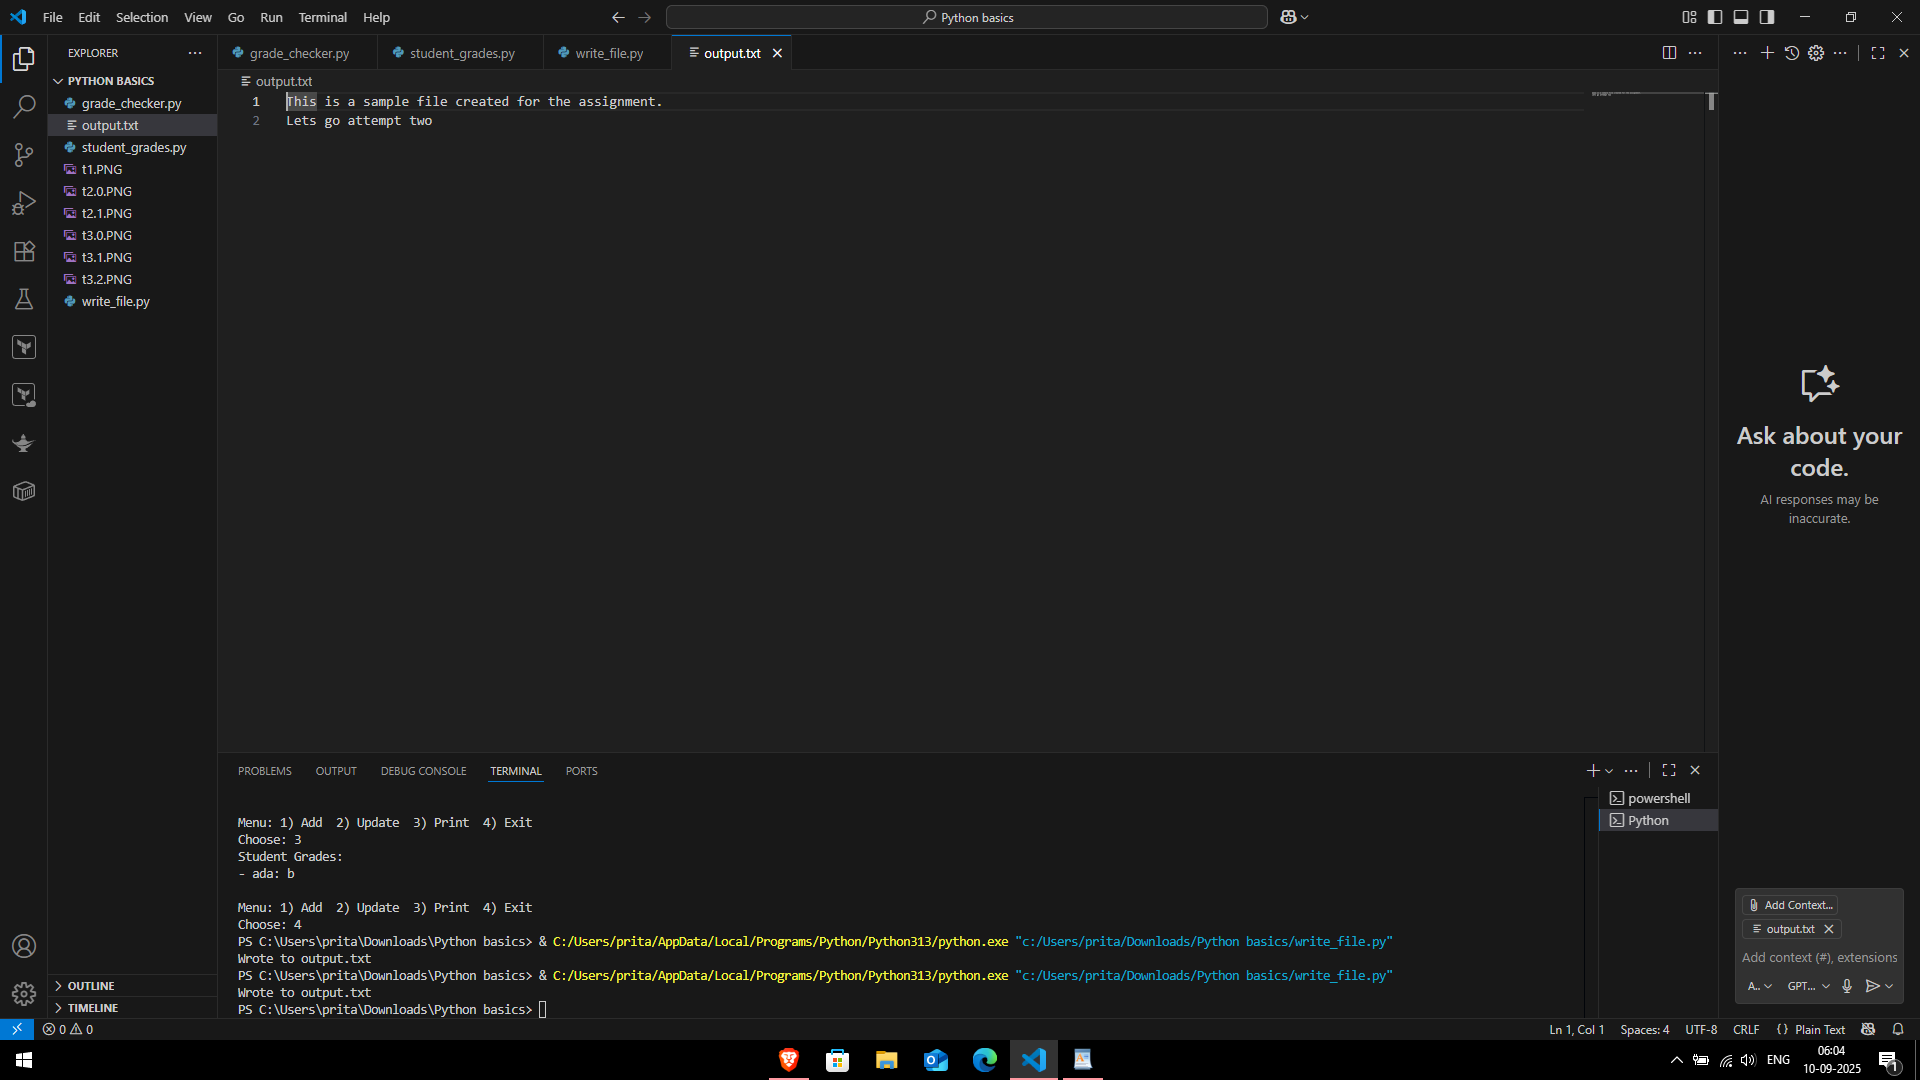 File Edit Selection View Go Run Terminal Help
Python basics
EXPLORER
PYTHON BASICS
grade_checker.py
output.txt
student_grades.py
t1.PNG
t2.0.PNG
t2.1.PNG
t3.0.PNG
t3.1.PNG
t3.2.PNG
write_file.py
OUTLINE
TIMELINE
grade_checker.py student_grades.py write_file.py output.txt
output.txt
1 This is a sample file created for the assignment.
2 Lets go attempt two
PROBLEMS OUTPUT DEBUG CONSOLE TERMINAL PORTS
Menu: 1) Add 2) Update 3) Print 4) Exit
Choose: 3
Student Grades:
- ada: b
Menu: 1) Add 2) Update 3) Print 4) Exit
Choose: 4
PS C:\Users\prita\Downloads\Python basics> & C:/Users/prita/AppData/Local/Programs/Python/Python313/python.exe "c:/Users/prita/Downloads/Python basics/write_file.py"
Wrote to output.txt
PS C:\Users\prita\Downloads\Python basics> & C:/Users/prita/AppData/Local/Programs/Python/Python313/python.exe "c:/Users/prita/Downloads/Python basics/write_file.py"
Wrote to output.txt
PS C:\Users\prita\Downloads\Python basics>
powershell
Python
Ask about your
code.
AI responses may be
inaccurate.
Add Context...
output.txt
Add context (#), extensions
A.. GPT...
0 0
Ln 1, Col 1 Spaces: 4 UTF-8 CRLF {} Plain Text
ENG
06:04
10-09-2025
1